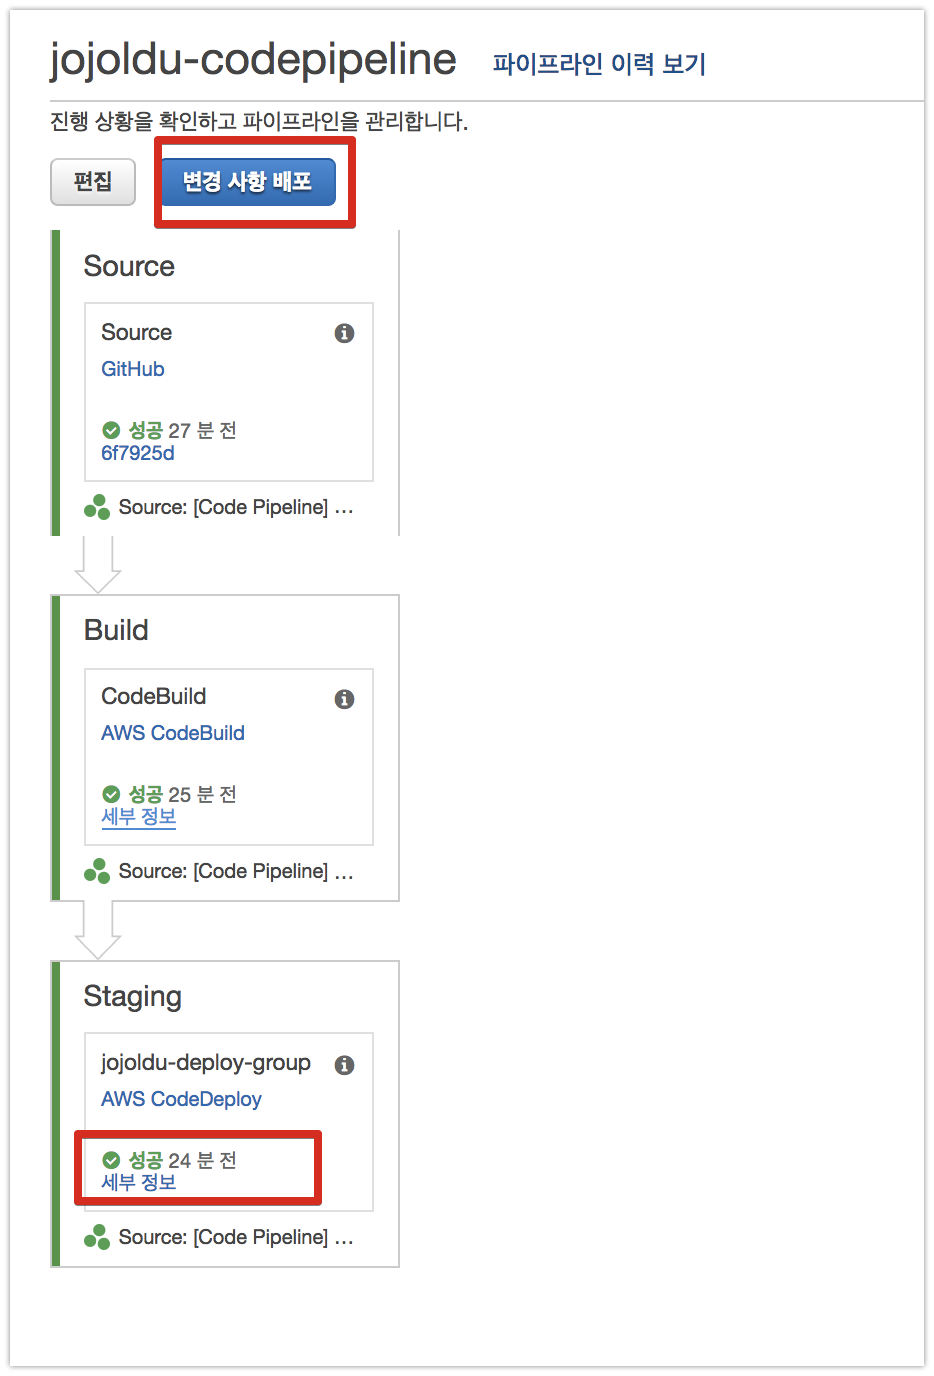 jojoldu-codepipeline 파이프라인 이력 보기
진행 상황을 확인하고 파이프라인을 관리합니다.
편집 변경 사항 배포
Source
Source
GitHub
성공 27 분 전
6f7925d
Source: [Code Pipeline] ...
Build
CodeBuild
AWS CodeBuild
성공 25 분 전
세부 정보
Source: [Code Pipeline] ...
Staging
jojoldu-deploy-group
AWS CodeDeploy
성공 24 분 전
세부 정보
Source: [Code Pipeline] ...